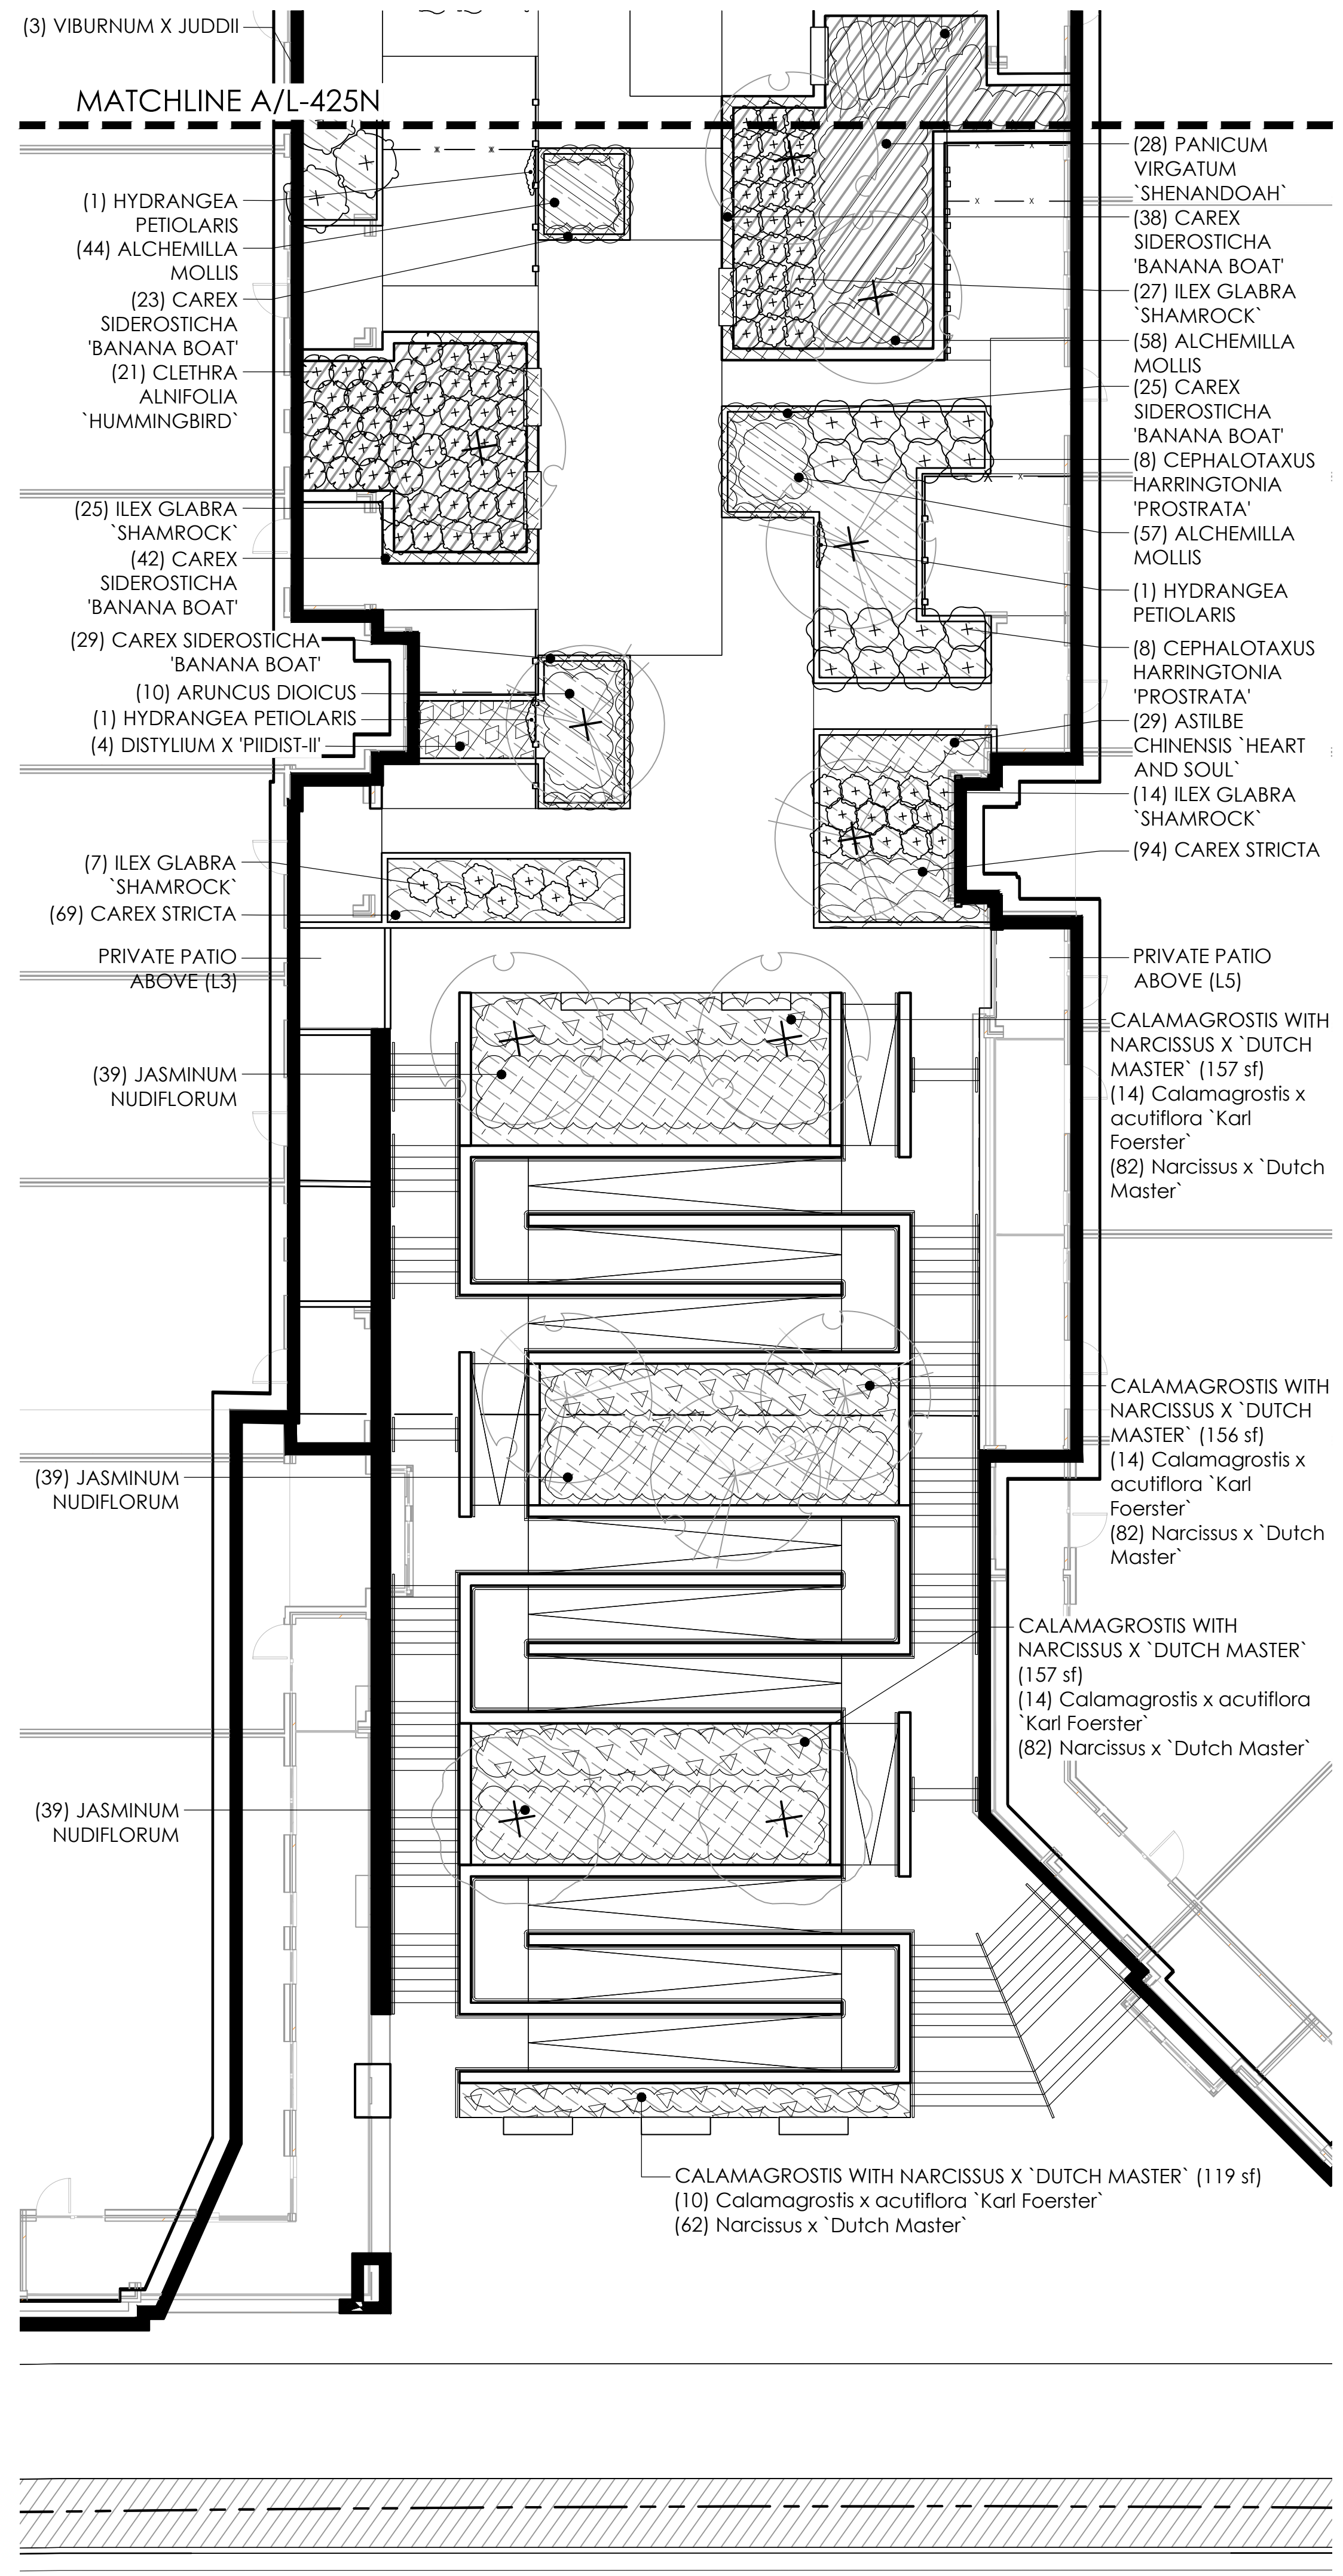 (3) VIBURNUM X JUDDII
MATCHLINE A/L-425N
(1) HYDRANGEA
PETIOLARIS
(44) ALCHEMILLA
MOLLIS
(23) CAREX
SIDEROSTICHA
'BANANA BOAT'
(21) CLETHRA
ALNIFOLIA
`HUMMINGBIRD`
(25) ILEX GLABRA
`SHAMROCK`
(42) CAREX
SIDEROSTICHA
'BANANA BOAT'
(29) CAREX SIDEROSTICHA
'BANANA BOAT'
(10) ARUNCUS DIOICUS
(1) HYDRANGEA PETIOLARIS
(4) DISTYLIUM X 'PIIDIST-II'
(7) ILEX GLABRA
`SHAMROCK`
(69) CAREX STRICTA
PRIVATE PATIO
ABOVE (L3)
(39) JASMINUM
NUDIFLORUM
(39) JASMINUM
NUDIFLORUM
(39) JASMINUM
NUDIFLORUM
(28) PANICUM
VIRGATUM
`SHENANDOAH`
(38) CAREX
SIDEROSTICHA
'BANANA BOAT'
(27) ILEX GLABRA
`SHAMROCK`
(58) ALCHEMILLA
MOLLIS
(25) CAREX
SIDEROSTICHA
'BANANA BOAT'
(8) CEPHALOTAXUS
HARRINGTONIA
'PROSTRATA'
(57) ALCHEMILLA
MOLLIS
(1) HYDRANGEA
PETIOLARIS
(8) CEPHALOTAXUS
HARRINGTONIA
'PROSTRATA'
(29) ASTILBE
CHINENSIS `HEART
AND SOUL`
(14) ILEX GLABRA
`SHAMROCK`
(94) CAREX STRICTA
PRIVATE PATIO
ABOVE (L5)
CALAMAGROSTIS WITH
NARCISSUS X `DUTCH
MASTER` (157 sf)
(14) Calamagrostis x
acutiflora `Karl
Foerster`
(82) Narcissus x `Dutch
Master`
CALAMAGROSTIS WITH
NARCISSUS X `DUTCH
MASTER` (156 sf)
(14) Calamagrostis x
acutiflora `Karl
Foerster`
(82) Narcissus x `Dutch
Master`
CALAMAGROSTIS WITH
NARCISSUS X `DUTCH MASTER`
(157 sf)
(14) Calamagrostis x acutiflora
`Karl Foerster`
(82) Narcissus x `Dutch Master`
CALAMAGROSTIS WITH NARCISSUS X `DUTCH MASTER` (119 sf)
(10) Calamagrostis x acutiflora `Karl Foerster`
(62) Narcissus x `Dutch Master`